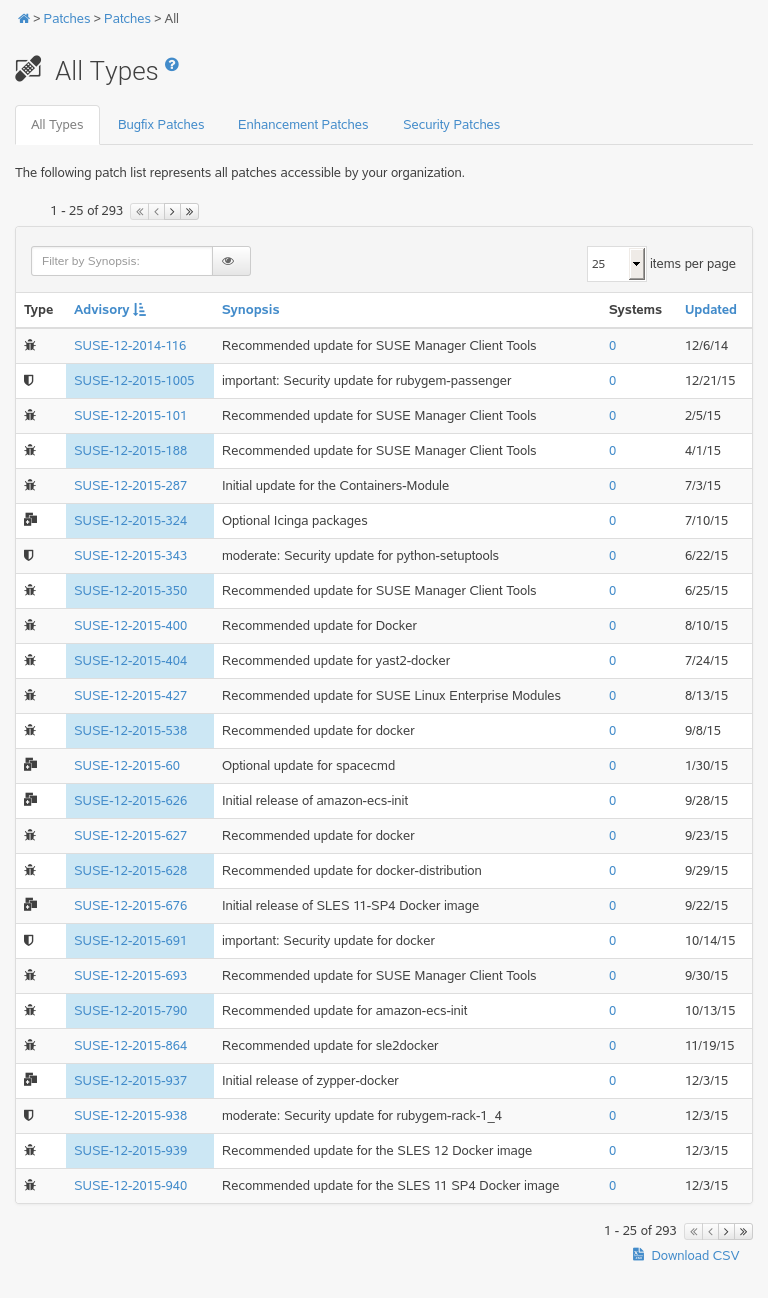 > Patches > Patches > All
All Types ?
All Types Bugfix Patches Enhancement Patches Security Patches
The following patch list represents all patches accessible by your organization.
1 - 25 of 293
Filter by Synopsis: 25 items per page
Type Advisory Synopsis Systems Updated
SUSE-12-2014-116 Recommended update for SUSE Manager Client Tools 0 12/6/14
SUSE-12-2015-1005 important: Security update for rubygem-passenger 0 12/21/15
SUSE-12-2015-101 Recommended update for SUSE Manager Client Tools 0 2/5/15
SUSE-12-2015-188 Recommended update for SUSE Manager Client Tools 0 4/1/15
SUSE-12-2015-287 Initial update for the Containers-Module 0 7/3/15
SUSE-12-2015-324 Optional Icinga packages 0 7/10/15
SUSE-12-2015-343 moderate: Security update for python-setuptools 0 6/22/15
SUSE-12-2015-350 Recommended update for SUSE Manager Client Tools 0 6/25/15
SUSE-12-2015-400 Recommended update for Docker 0 8/10/15
SUSE-12-2015-404 Recommended update for yast2-docker 0 7/24/15
SUSE-12-2015-427 Recommended update for SUSE Linux Enterprise Modules 0 8/13/15
SUSE-12-2015-538 Recommended update for docker 0 9/8/15
SUSE-12-2015-60 Optional update for spacecmd 0 1/30/15
SUSE-12-2015-626 Initial release of amazon-ecs-init 0 9/28/15
SUSE-12-2015-627 Recommended update for docker 0 9/23/15
SUSE-12-2015-628 Recommended update for docker-distribution 0 9/29/15
SUSE-12-2015-676 Initial release of SLES 11-SP4 Docker image 0 9/22/15
SUSE-12-2015-691 important: Security update for docker 0 10/14/15
SUSE-12-2015-693 Recommended update for SUSE Manager Client Tools 0 9/30/15
SUSE-12-2015-790 Recommended update for amazon-ecs-init 0 10/13/15
SUSE-12-2015-864 Recommended update for sle2docker 0 11/19/15
SUSE-12-2015-937 Initial release of zypper-docker 0 12/3/15
SUSE-12-2015-938 moderate: Security update for rubygem-rack-1_4 0 12/3/15
SUSE-12-2015-939 Recommended update for the SLES 12 Docker image 0 12/3/15
SUSE-12-2015-940 Recommended update for the SLES 11 SP4 Docker image 0 12/3/15
1 - 25 of 293
Download CSV